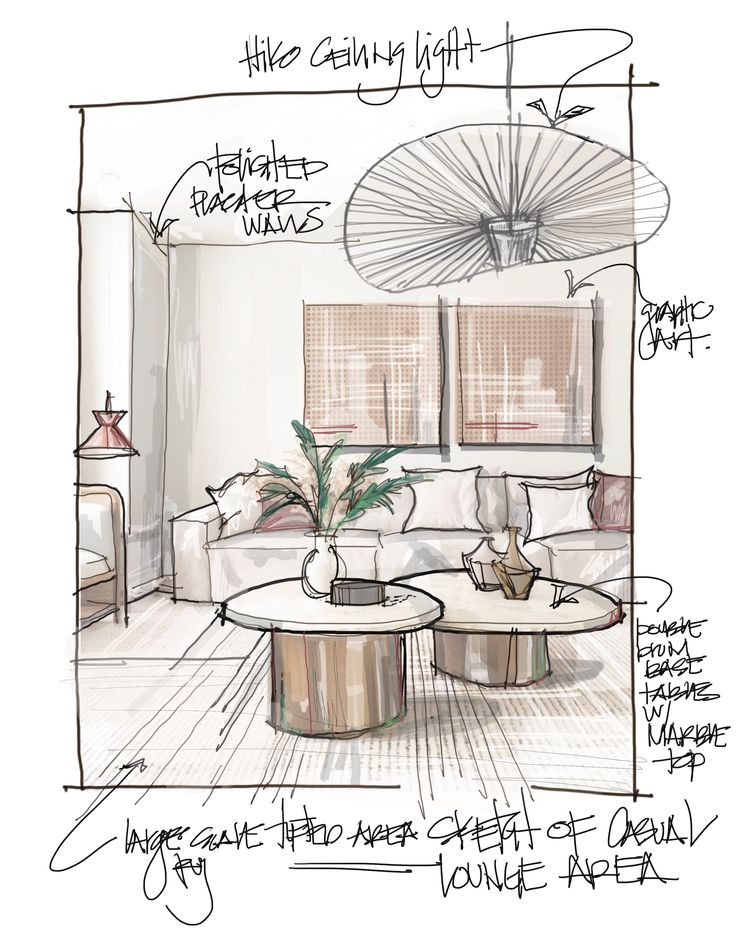 Hiko Ceiling Light
Polished
Plaster
Walls
Graphic
Art.
Double
Drum
Base
Tables
W/
Marble
Top
Large Scale Tufted Area
Rug
Sketch of Casual
Lounge Area